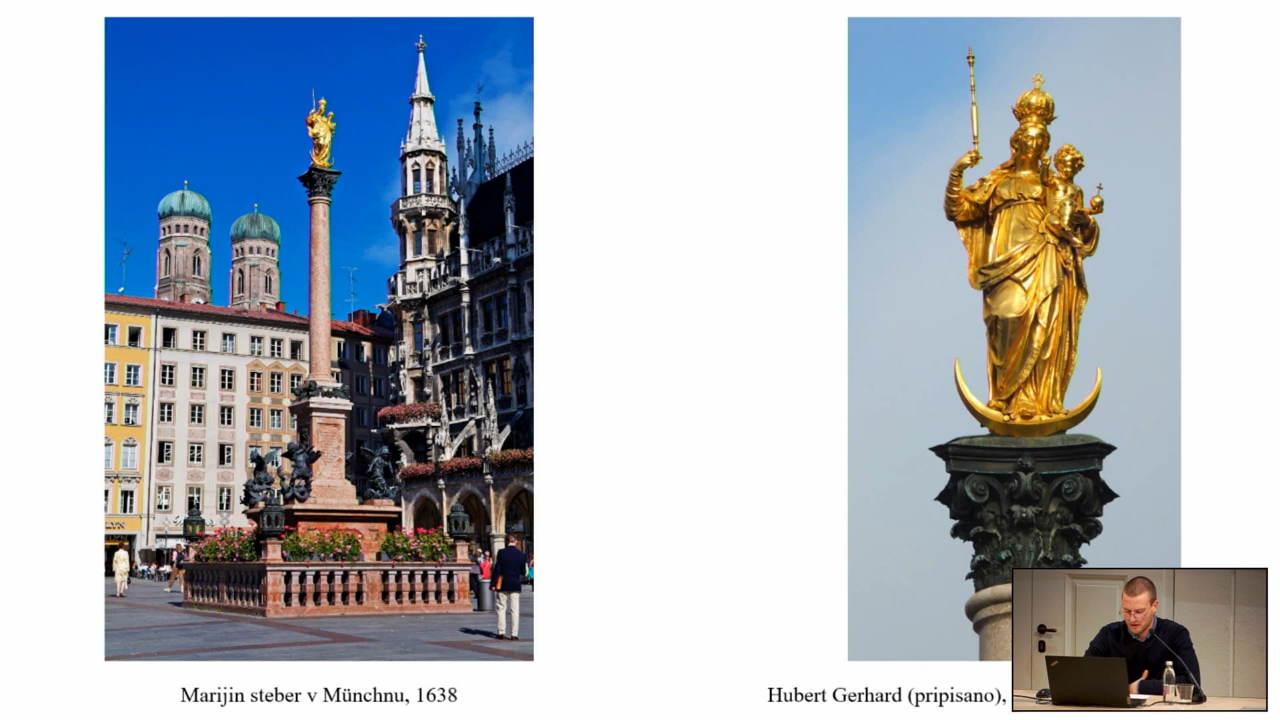 Marijin steber v Münchnu, 1638
Hubert Gerhard (pripisano),